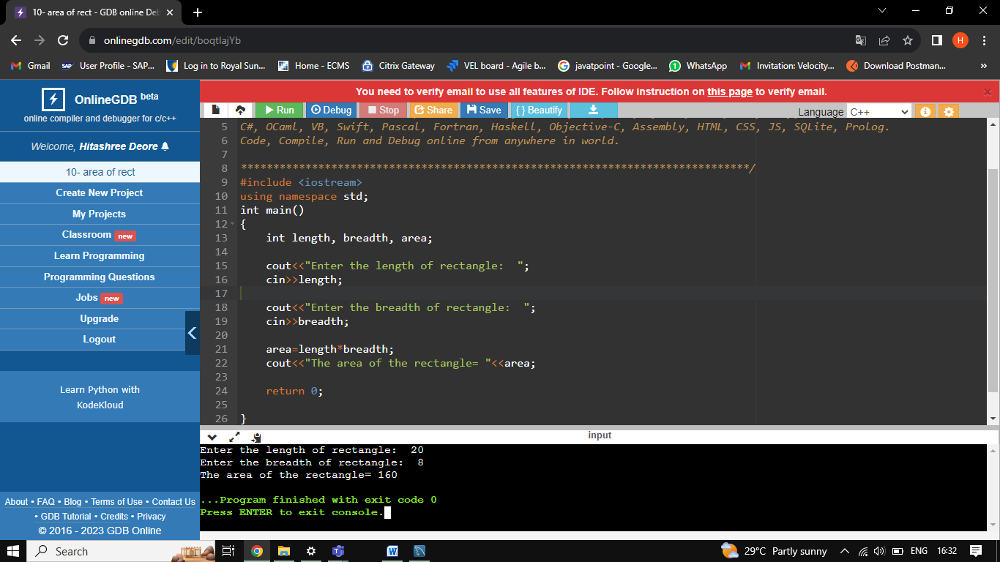 10- area of rect - GDB online Deb
onlinegdb.com/edit/boqtlajYb
H
Gmail
SAP User Profile - SAP...
Log in to Royal Sun...
Home - ECMS
Citrix Gateway
VEL board - Agile b...
javatpoint - Google...
WhatsApp
Invitation: Velocity...
Download Postman...
»
OnlineGDB beta
online compiler and debugger for c/c++
Welcome, Hitashree Deore
10- area of rect
Create New Project
My Projects
Classroom new
Learn Programming
Programming Questions
Jobs new
Upgrade
Logout
Learn Python with
KodeKloud
About • FAQ • Blog • Terms of Use • Contact Us
• GDB Tutorial • Credits • Privacy
© 2016 - 2023 GDB Online
You need to verify email to use all features of IDE. Follow instruction on this page to verify email.
Run Debug Stop Share Save { } Beautify
Language C++
5 C#, OCaml, VB, Swift, Pascal, Fortran, Haskell, Objective-C, Assembly, HTML, CSS, JS, SQLite, Prolog.
6 Code, Compile, Run and Debug online from anywhere in world.
7
8 *******************************************************************************/
9 #include <iostream>
10 using namespace std;
11 int main()
12 {
13 int length, breadth, area;
14
15 cout<<"Enter the length of rectangle:  ";
16 cin>>length;
17
18 cout<<"Enter the breadth of rectangle:  ";
19 cin>>breadth;
20
21 area=length*breadth;
22 cout<<"The area of the rectangle= "<<area;
23
24 return 0;
25
26 }
input
Enter the length of rectangle:  20
Enter the breadth of rectangle:  8
The area of the rectangle= 160
...Program finished with exit code 0
Press ENTER to exit console.
Search
29°C Partly sunny
ENG
16:32